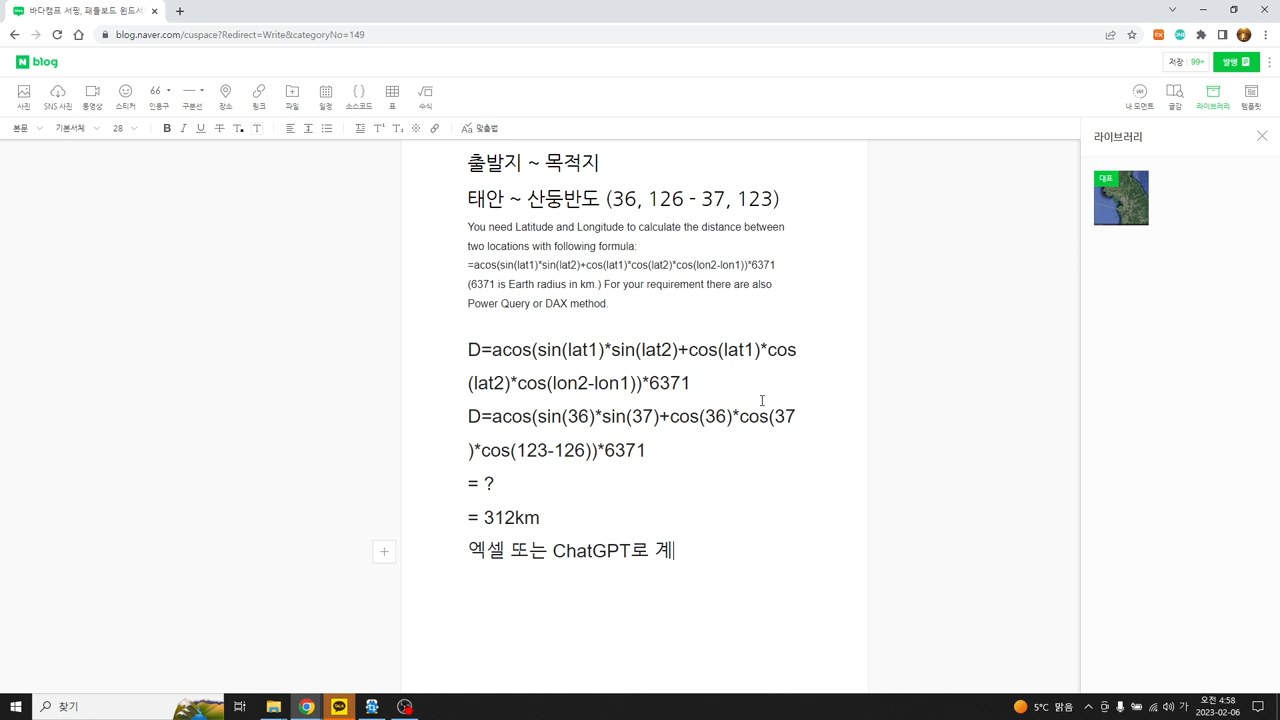 바다캠프 서핑, 패들보드 윈드서
blog.naver.com/cuspace?Redirect=Write&categoryNo=149
N blog
저장 99+ 발행
사진 SNS 사진 동영상 스티커 인용구 구분선 장소 링크 파일 일정 소스코드 표 수식
내 모먼트 글감 라이브러리 템플릿
본문 기본서체 28 B I U T T T 맞춤법
라이브러리
대표
출발지 ~ 목적지
태안 ~ 산둥반도 (36, 126 - 37, 123)
You need Latitude and Longitude to calculate the distance between
two locations with following formula:
=acos(sin(lat1)*sin(lat2)+cos(lat1)*cos(lat2)*cos(lon2-lon1))*6371
(6371 is Earth radius in km.) For your requirement there are also
Power Query or DAX method.
D=acos(sin(lat1)*sin(lat2)+cos(lat1)*cos
(lat2)*cos(lon2-lon1))*6371
D=acos(sin(36)*sin(37)+cos(36)*cos(37
)*cos(123-126))*6371
= ?
= 312km
엑셀 또는 ChatGPT로 계
찾기
5°C 맑음
가
오전 4:58
2023-02-06